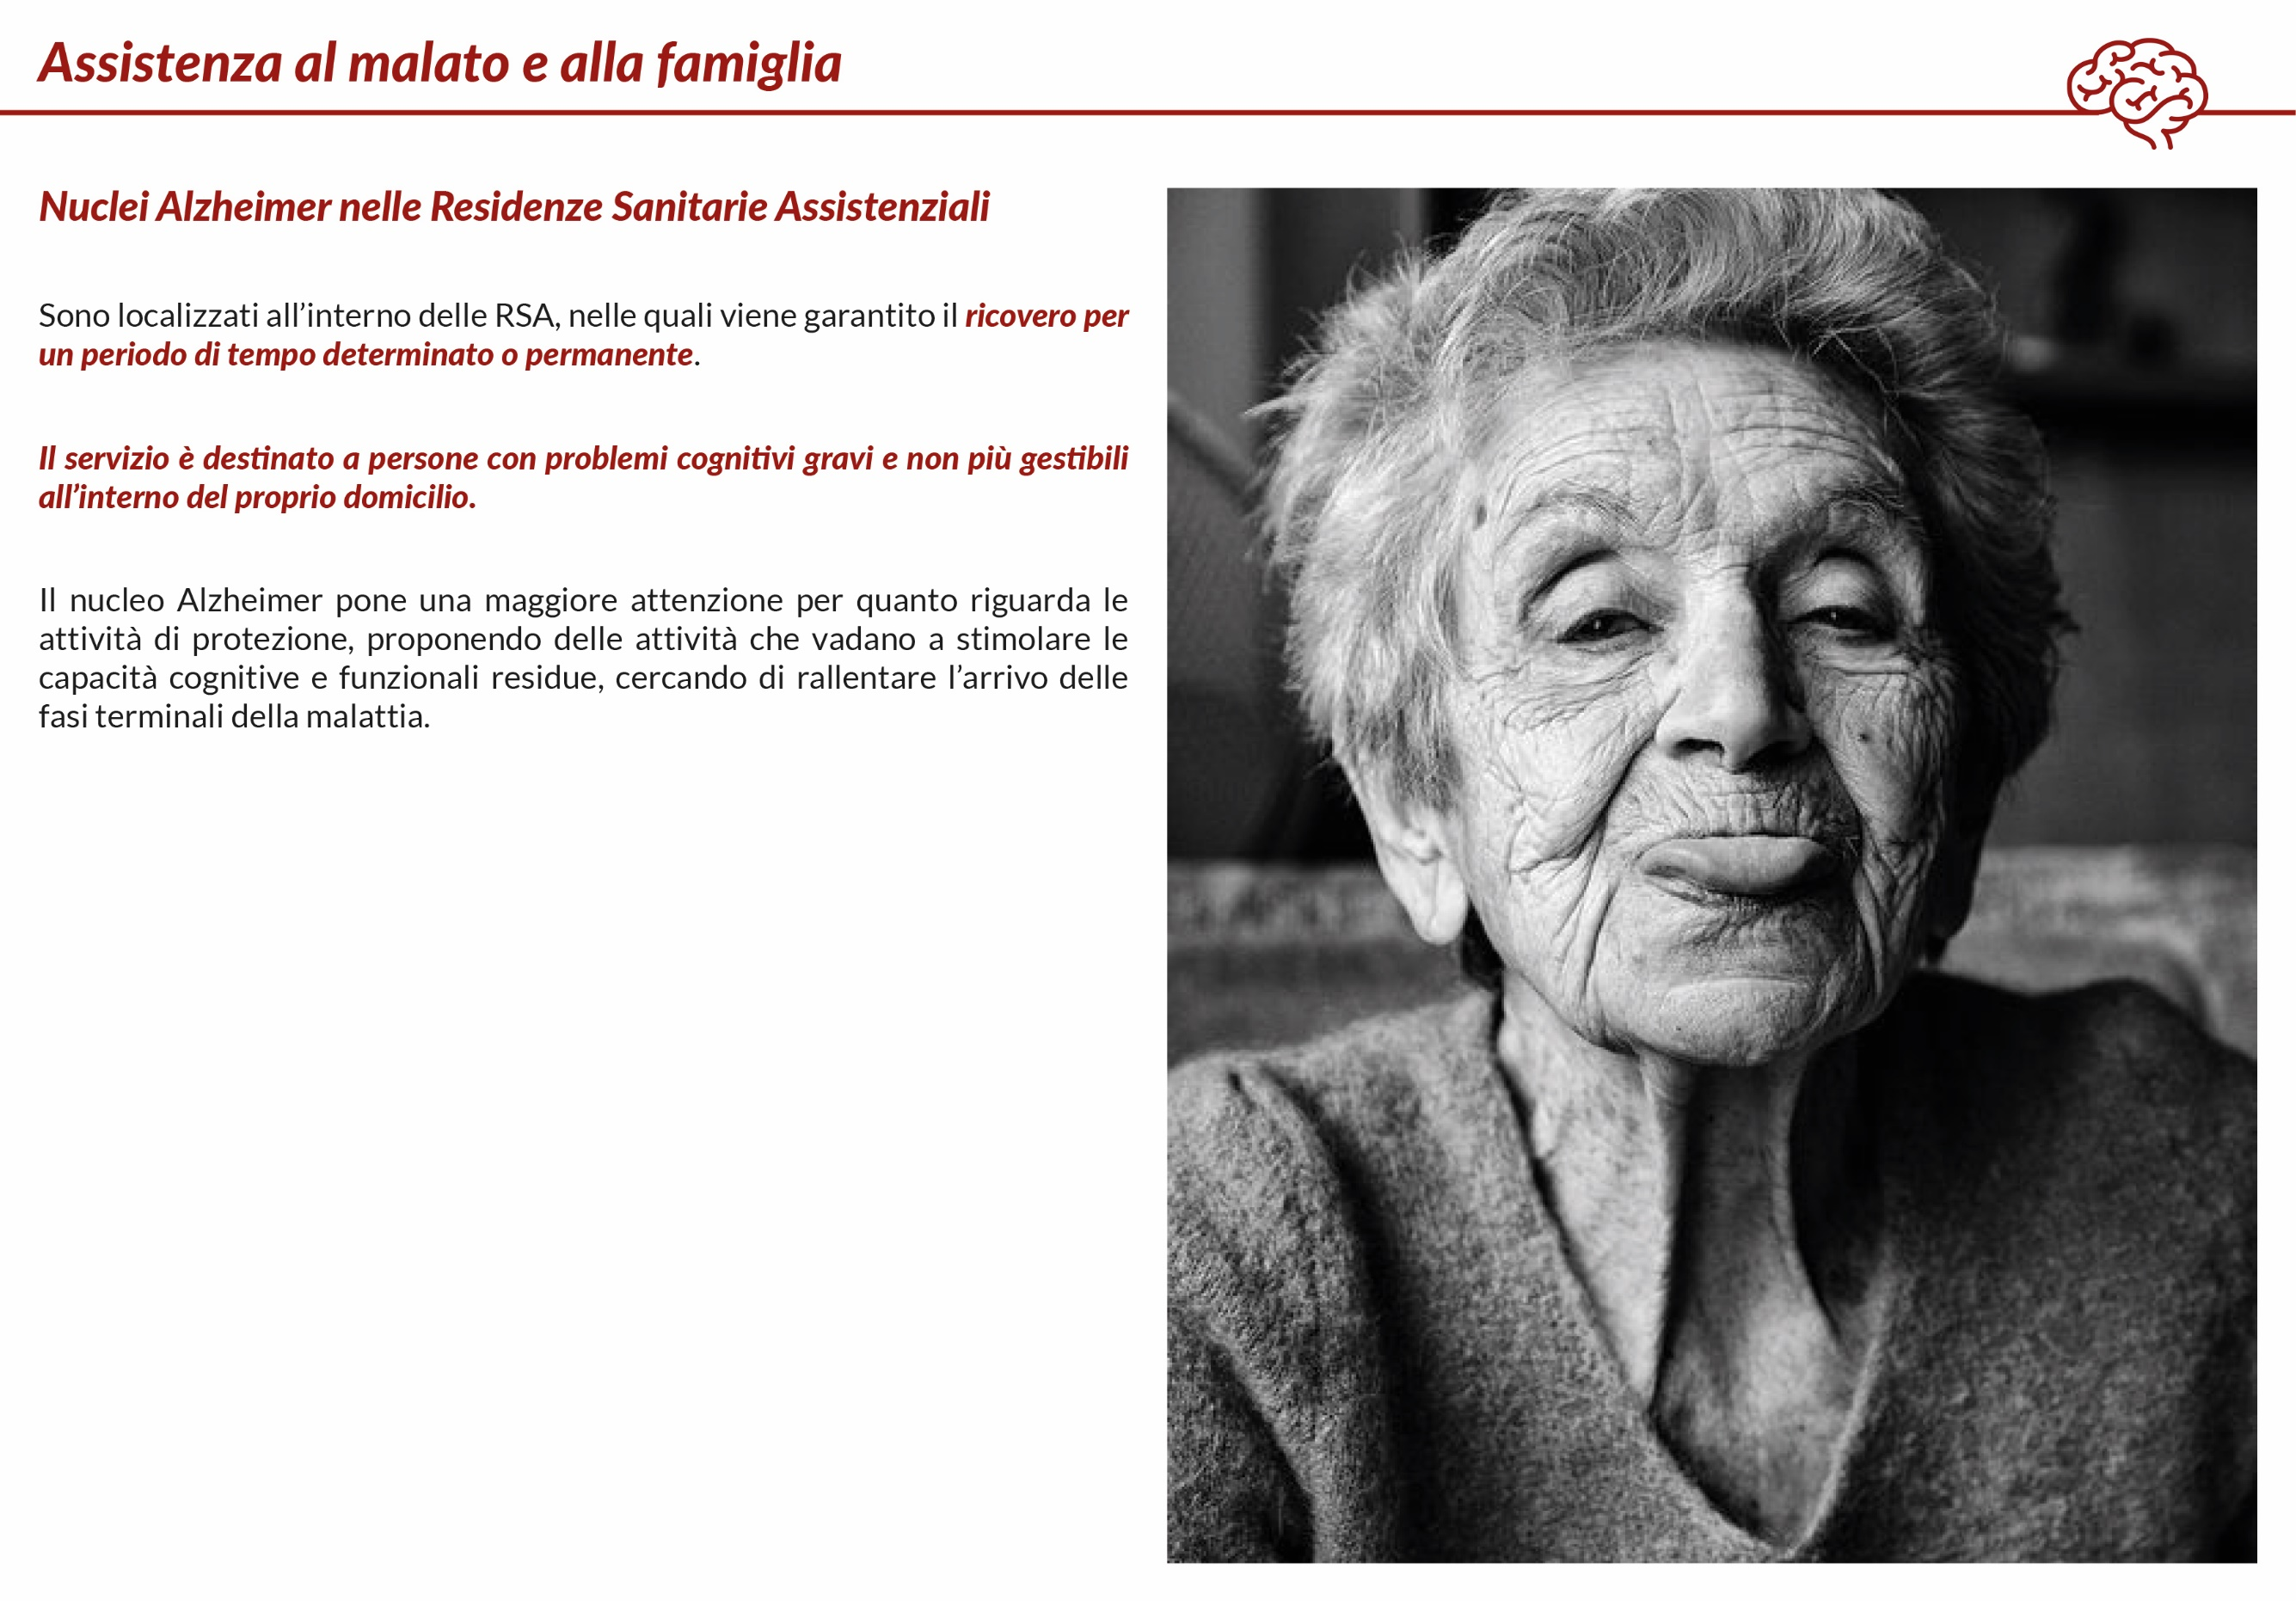 Assistenza al malato e alla famiglia
Nuclei Alzheimer nelle Residenze Sanitarie Assistenziali
Sono localizzati all’interno delle RSA, nelle quali viene garantito il ricovero per
un periodo di tempo determinato o permanente.
Il servizio è destinato a persone con problemi cognitivi gravi e non più gestibili
all’interno del proprio domicilio.
Il nucleo Alzheimer pone una maggiore attenzione per quanto riguarda le
attività di protezione, proponendo delle attività che vadano a stimolare le
capacità cognitive e funzionali residue, cercando di rallentare l’arrivo delle
fasi terminali della malattia.